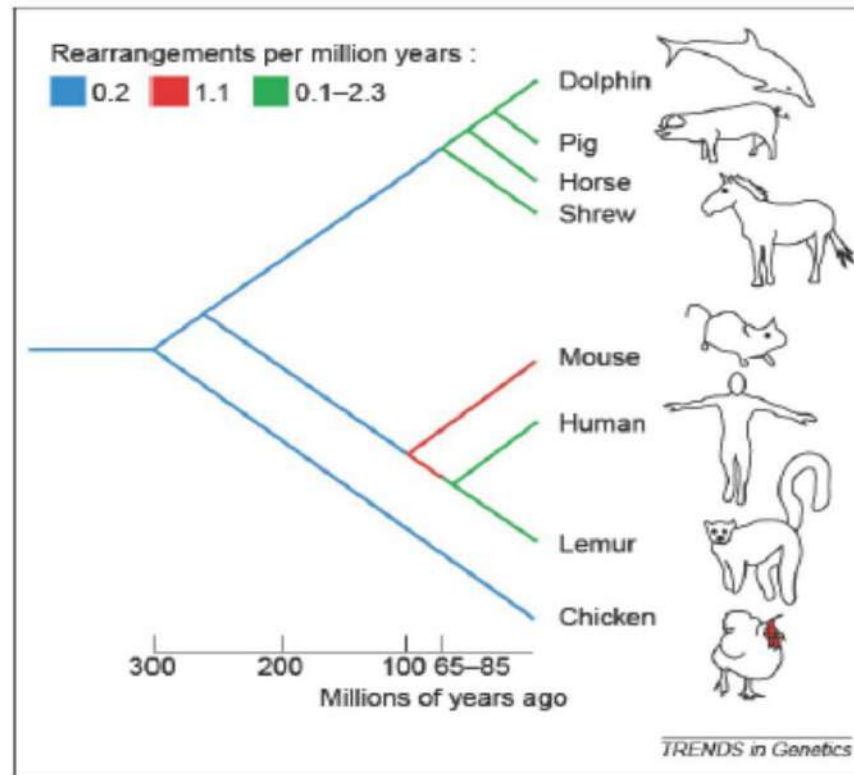 Rearrangements per million years :
0.2 1.1 0.1–2.3
Dolphin
Pig
Horse
Shrew
Mouse
Human
Lemur
Chicken
300 200 100 65–85
Millions of years ago
TRENDS in Genetics